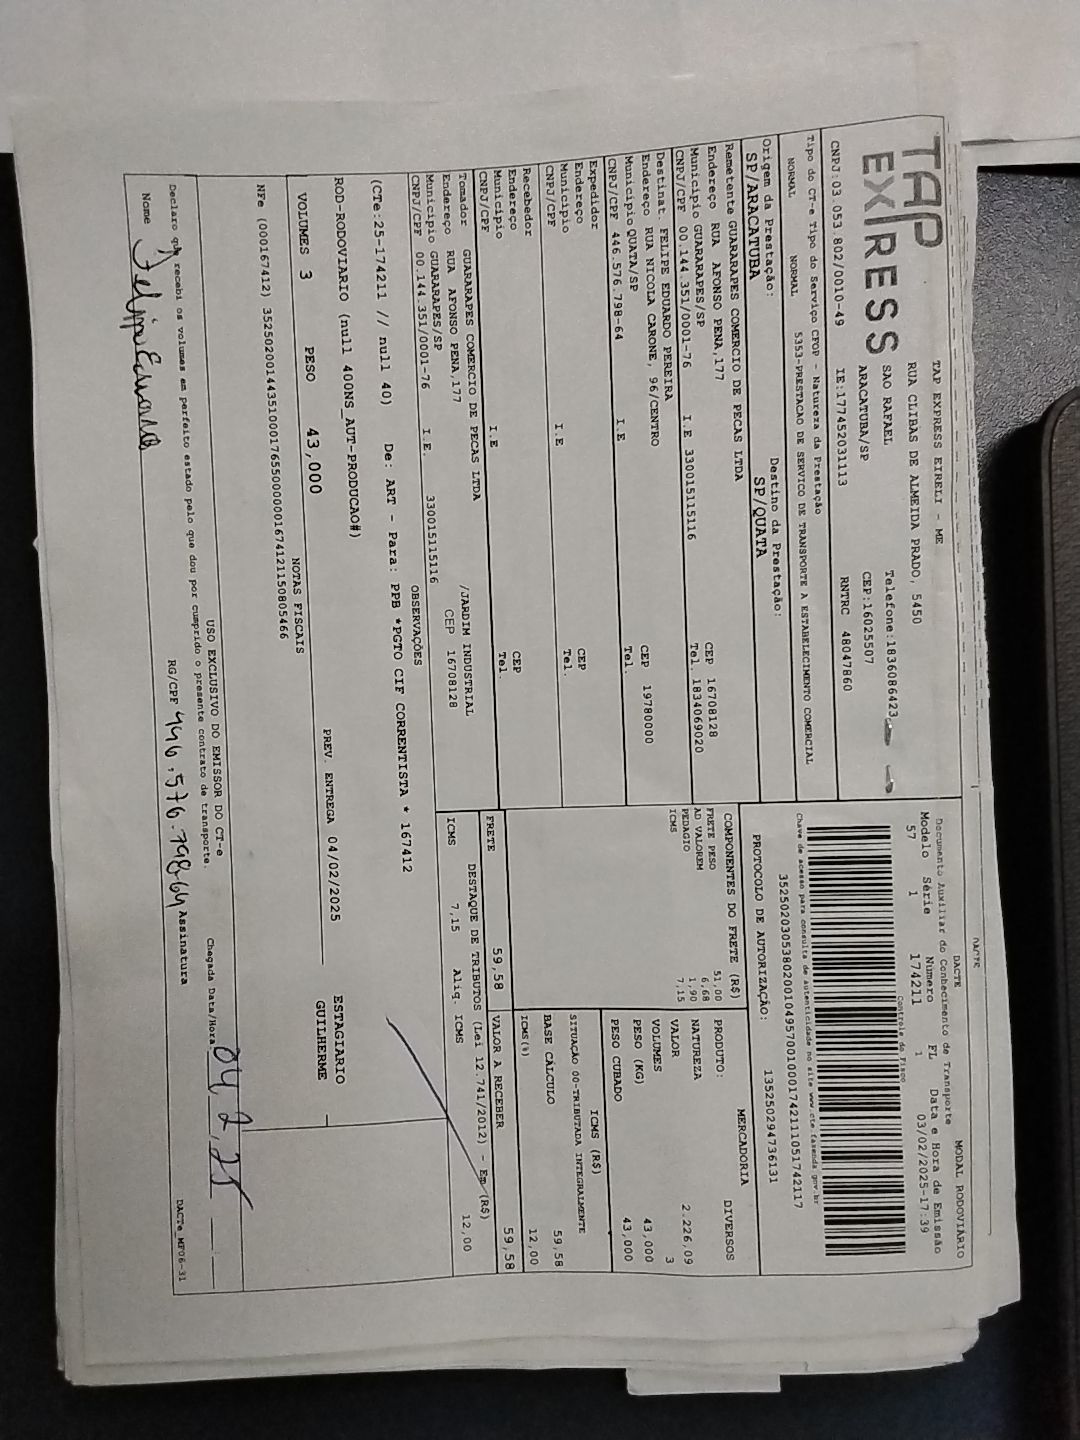 DACTE
TAP EXPRESS
TAP EXPRESS EIRELI - ME
RUA CLIBAS DE ALMEIDA PRADO, 5450
SAO RAFAEL
ARACATUBA/SP
Telefone:1836086423
CEP:16025507
CNPJ:03.053.802/0010-49 IE:177452031113 RNTRC 48047860
DACTE
MODAL RODOVIÁRIO
Documento Auxiliar do Conhecimento de Transporte
Modelo Série Número FL Data e Hora de Emissão
57 1 174211 1 03/02/2025-17:39
Controle do Fisco
Chave de acesso para consulta de autenticidade no site www.cte.fazenda.gov.br
35250203053802001049570010001742111051742117
PROTOCOLO DE AUTORIZAÇÃO: 135250294736131
Tipo do CT-e Tipo do Serviço CFOP - Natureza da Prestação
NORMAL NORMAL 5353-PRESTACAO DE SERVICO DE TRANSPORTE A ESTABELECIMENTO COMERCIAL
Origem da Prestação: Destino da Prestação:
SP/ARACATUBA SP/QUATA
Remetente GUARARAPES COMERCIO DE PECAS LTDA
Endereço RUA AFONSO PENA,177
Município GUARARAPES/SP CEP 16708128
CNPJ/CPF 00.144.351/0001-76 I.E 330015115116 Tel. 1834069020
Destinat. FELIPE EDUARDO PEREIRA
Endereço RUA NICOLA CARONE, 96/CENTRO
Município QUATA/SP CEP 19780000
CNPJ/CPF 446.576.798-64 I.E Tel.
Expedidor
Endereço
Município CEP
CNPJ/CPF I.E Tel.
Recebedor
Endereço
Município CEP
CNPJ/CPF I.E Tel.
Tomador GUARARAPES COMERCIO DE PECAS LTDA
Endereço RUA AFONSO PENA,177 /JARDIM INDUSTRIAL
Município GUARARAPES/SP CEP 16708128
CNPJ/CPF 00.144.351/0001-76 I.E. 330015115116
COMPONENTES DO FRETE (R$)
FRETE PESO 51,00
AD VALOREM 6,68
PEDAGIO 1,90
ICMS 7,15
FRETE 59,58
MERCADORIA
PRODUTO: DIVERSOS
NATUREZA
VALOR 2.226,09
VOLUMES 3
PESO (KG) 43,000
PESO CUBADO 43,000
ICMS (R$)
SITUAÇÃO 00-TRIBUTADA INTEGRALMENTE
BASE CÁLCULO 59,58
ICMS(%) 12,00
VALOR A RECEBER 59,58
DESTAQUE DE TRIBUTOS (Lei 12.741/2012) - Em (R$)
ICMS 7,15 Aliq. ICMS 12,00
OBSERVAÇÕES
(CTe:25-174211 // null 40) De: ART - Para: PPB *PGTO CIF CORRENTISTA * 167412
ROD-RODOVIARIO (null 400NS_AUT-PRODUCAO#)
VOLUMES 3 PESO 43,000 PREV. ENTREGA 04/02/2025
ESTAGIARIO
GUILHERME
NOTAS FISCAIS
NFe (000167412) 35250200144351000176550000001674121150805466
USO EXCLUSIVO DO EMISSOR DO CT-e
Declaro que recebi os volumes em perfeito estado pelo que dou por cumprido o presente contrato de transporte. Chegada Data/Hora 04,2,25
Nome Felipe Eduardo RG/CPF 446.576.798-64 Assinatura
DACTe_MF06-31